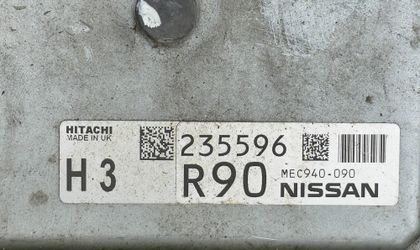 HITACHI
MADE IN UK
235596
H3
R90
MEC940-090
NISSAN